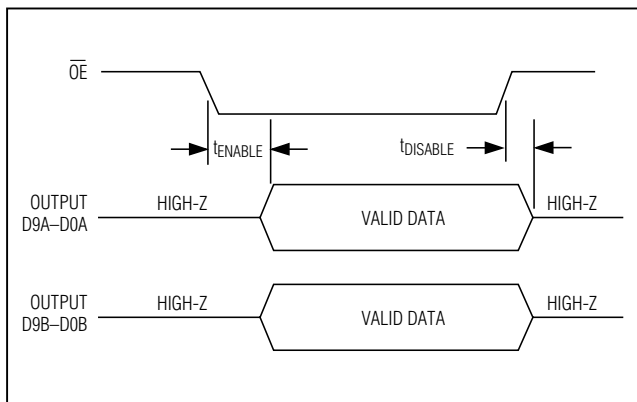 OE
tENABLE
tDISABLE
OUTPUT
D9A–D0A
HIGH-Z
VALID DATA
HIGH-Z
OUTPUT
D9B–D0B
HIGH-Z
VALID DATA
HIGH-Z